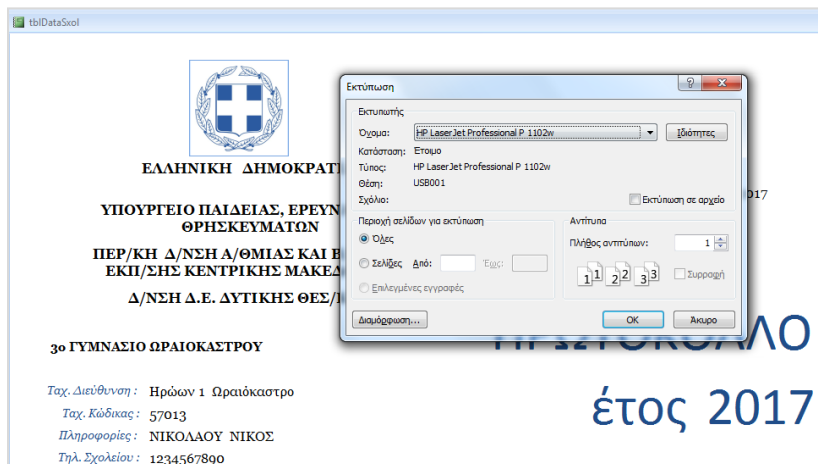 tblDataSxol
ΕΛΛΗΝΙΚΗ ΔΗΜΟΚΡΑΤ
ΥΠΟΥΡΓΕΙΟ ΠΑΙΔΕΙΑΣ, ΕΡΕΥΝ
ΘΡΗΣΚΕΥΜΑΤΩΝ
ΠΕΡ/ΚΗ Δ/ΝΣΗ Α/ΘΜΙΑΣ ΚΑΙ Β
ΕΚΠ/ΣΗΣ ΚΕΝΤΡΙΚΗΣ ΜΑΚΕΔ
Δ/ΝΣΗ Δ.Ε. ΔΥΤΙΚΗΣ ΘΕΣ/
3ο ΓΥΜΝΑΣΙΟ ΩΡΑΙΟΚΑΣΤΡΟΥ
Ταχ. Διεύθυνση : Ηρώων 1 Ωραιόκαστρο
Ταχ. Κώδικας : 57013
Πληροφορίες : ΝΙΚΟΛΑΟΥ ΝΙΚΟΣ
Τηλ. Σχολείου : 1234567890
Εκτύπωση
Εκτυπωτής
Όνομα: HP LaserJet Professional P 1102w Ιδιότητες
Κατάσταση: Έτοιμο
Τύπος: HP LaserJet Professional P 1102w
Θέση: USB001
Σχόλιο: Εκτύπωση σε αρχείο
Περιοχή σελίδων για εκτύπωση
Όλες
Σελίδες Από: Έως:
Επιλεγμένες εγγραφές
Αντίτυπα
Πλήθος αντιτύπων: 1
11 22 33 Συρραφή
Διαμόρφωση... OK Άκυρο
017
ΠΡΩΤΟΚΟΛΛΟ
έτος 2017